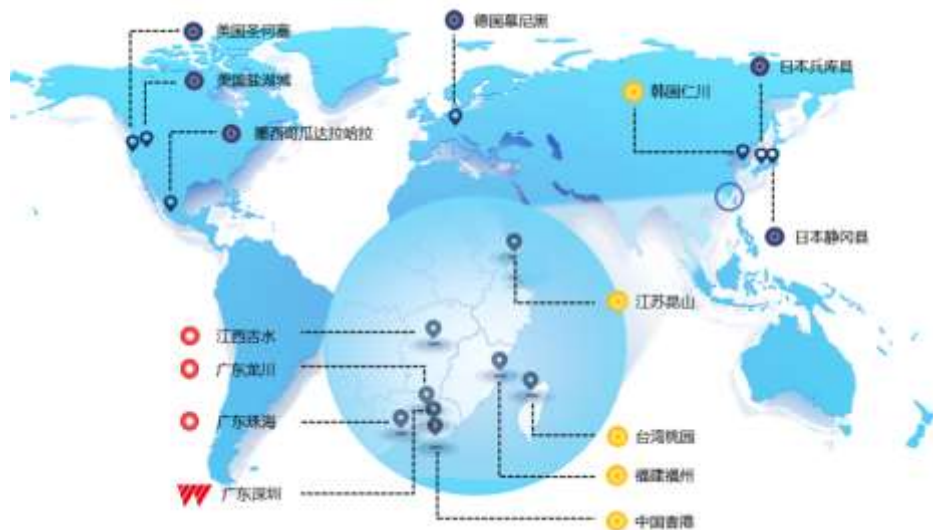 美国圣何塞
德国慕尼黑
美国盐湖城
日本兵库县
韩国仁川
墨西哥瓜达拉哈拉
日本静冈县
江苏昆山
江西吉水
广东龙川
广东珠海
台湾桃园
福建福州
广东深圳
中国香港